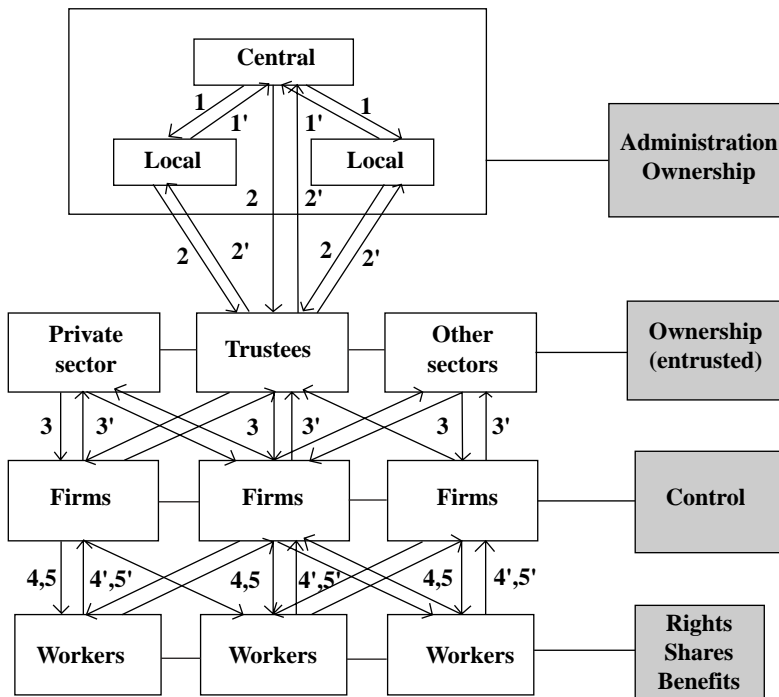 Central
1
1
1'
1'
Local
Local
Administration
Ownership
2
2'
2
2'
2
2'
Private
sector
Trustees
Other
sectors
Ownership
(entrusted)
3
3'
3
3'
3
3'
Firms
Firms
Firms
Control
4,5
4',5'
4,5
4',5'
4,5
4',5'
Workers
Workers
Workers
Rights
Shares
Benefits